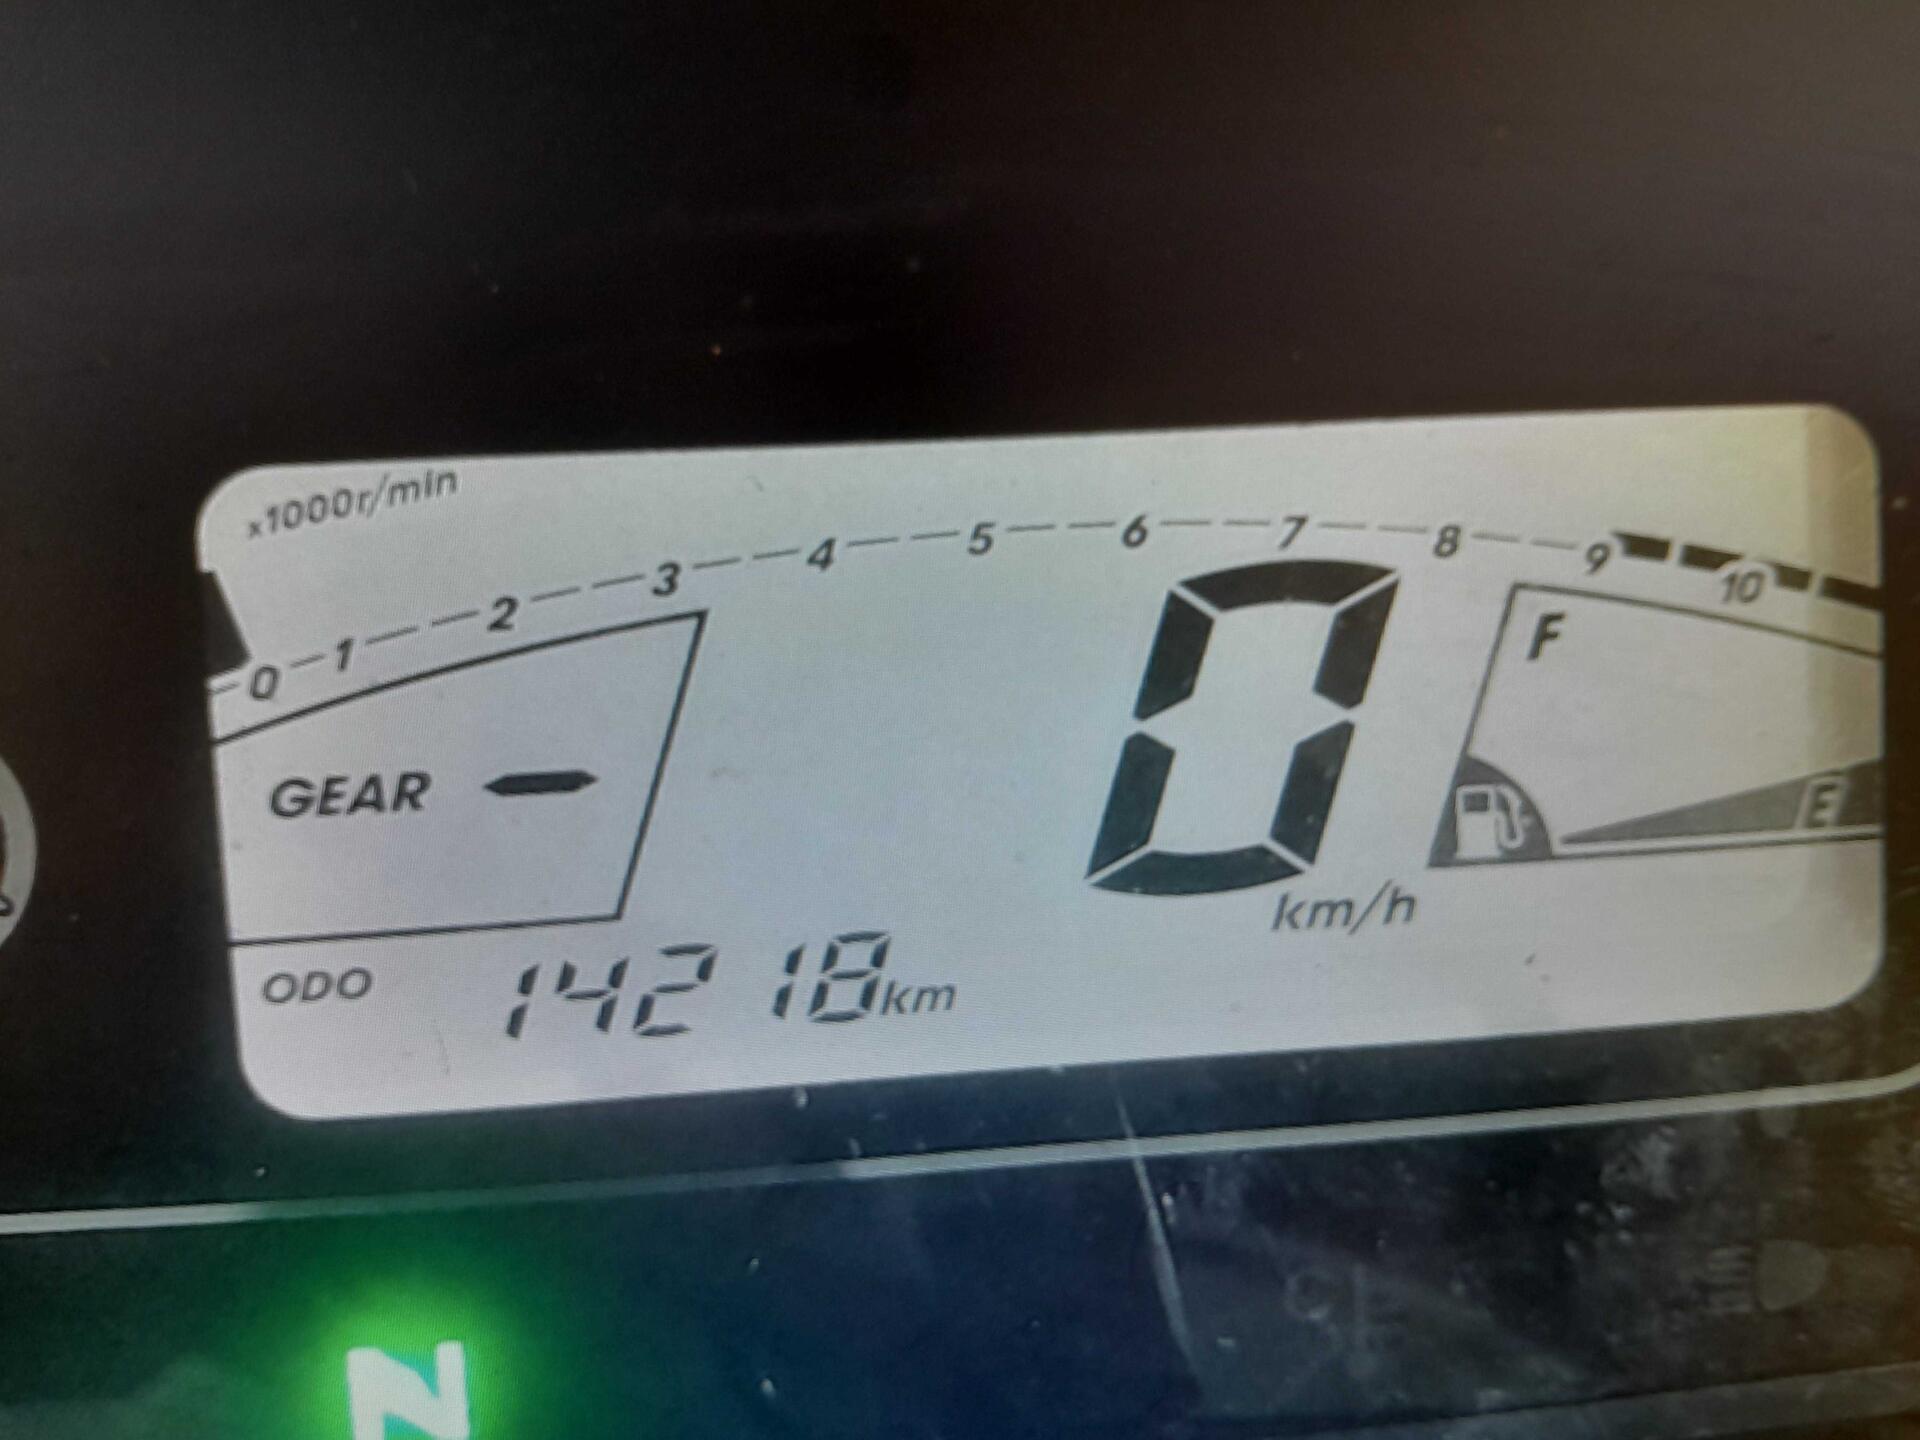 x1000r/min
0 1 2 3 4 5 6 7 8 9 10
GEAR -
0
km/h
F
E
ODO 14218 km
N